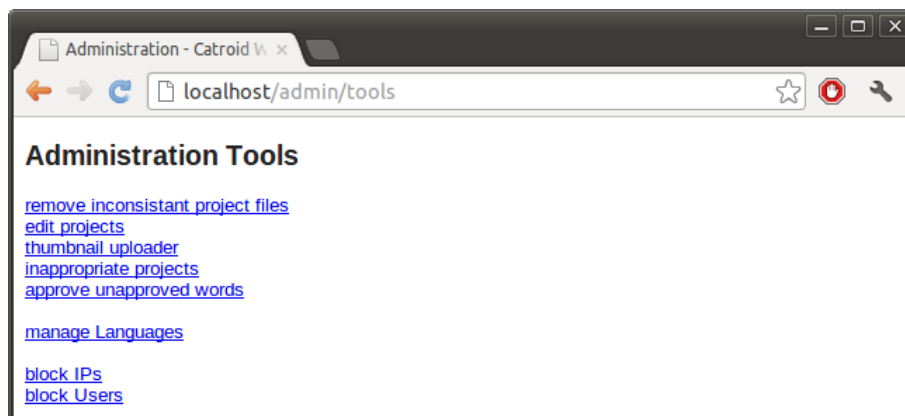 Administration - Catroid W
localhost/admin/tools
Administration Tools
remove inconsistant project files
edit projects
thumbnail uploader
inappropriate projects
approve unapproved words
manage Languages
block IPs
block Users